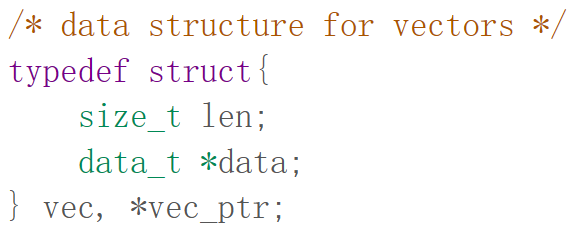 /* data structure for vectors */
typedef struct{
    size_t len;
    data_t *data;
} vec, *vec_ptr;